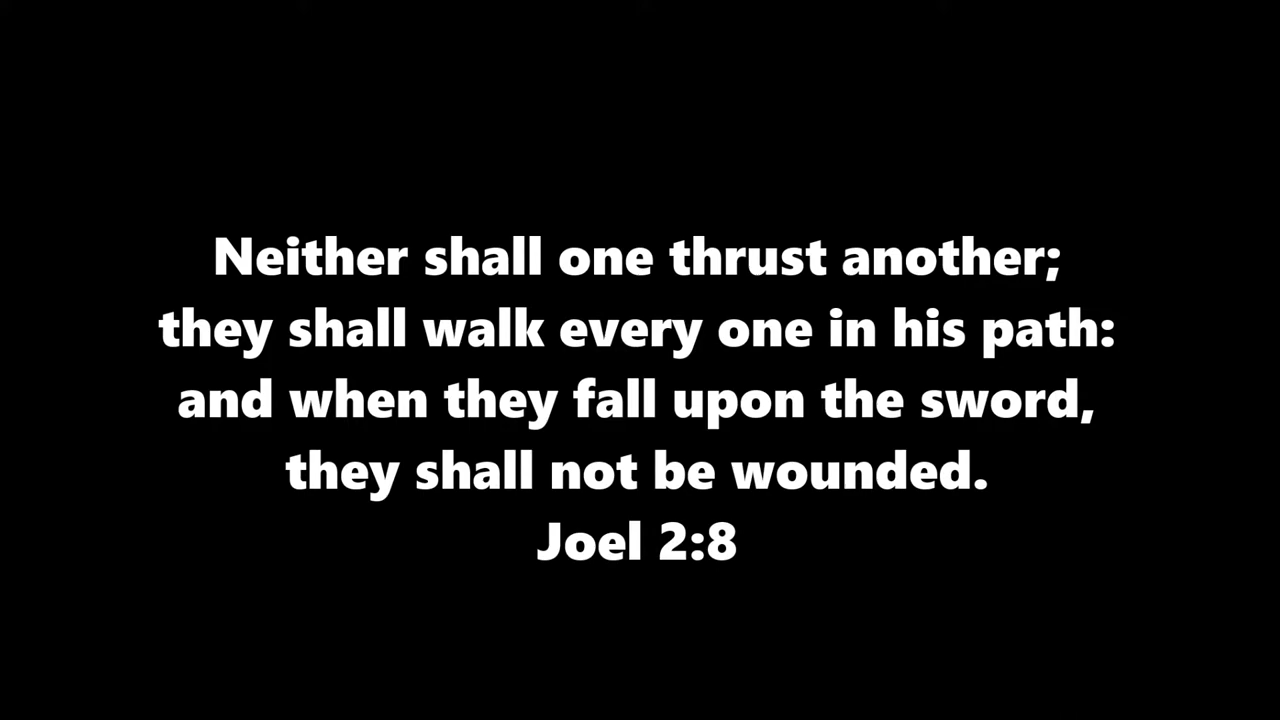 Neither shall one thrust another;
they shall walk every one in his path:
and when they fall upon the sword,
they shall not be wounded.
Joel 2:8